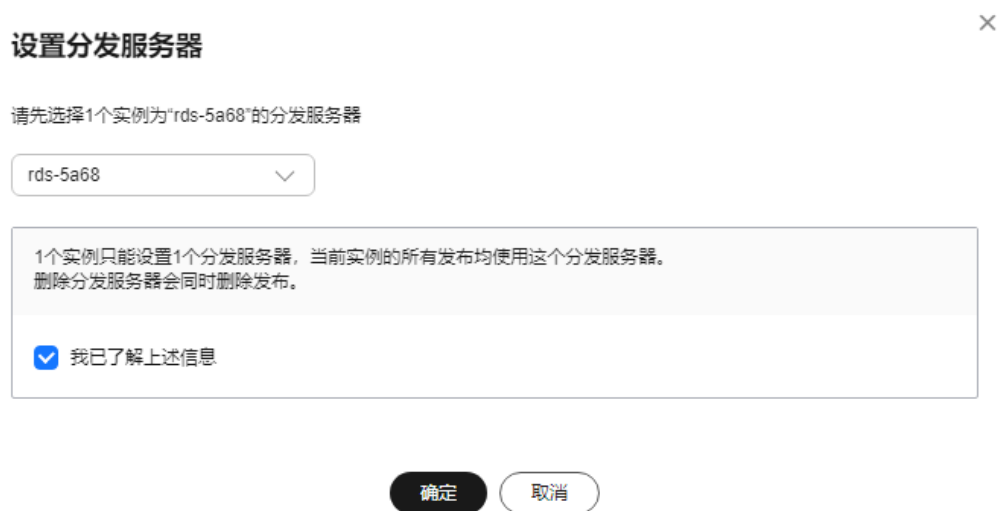 设置分发服务器
请先选择1个实例为“rds-5a68”的分发服务器
rds-5a68
1个实例只能设置1个分发服务器，当前实例的所有发布均使用这个分发服务器。
删除分发服务器会同时删除发布。
我已了解上述信息
确定
取消